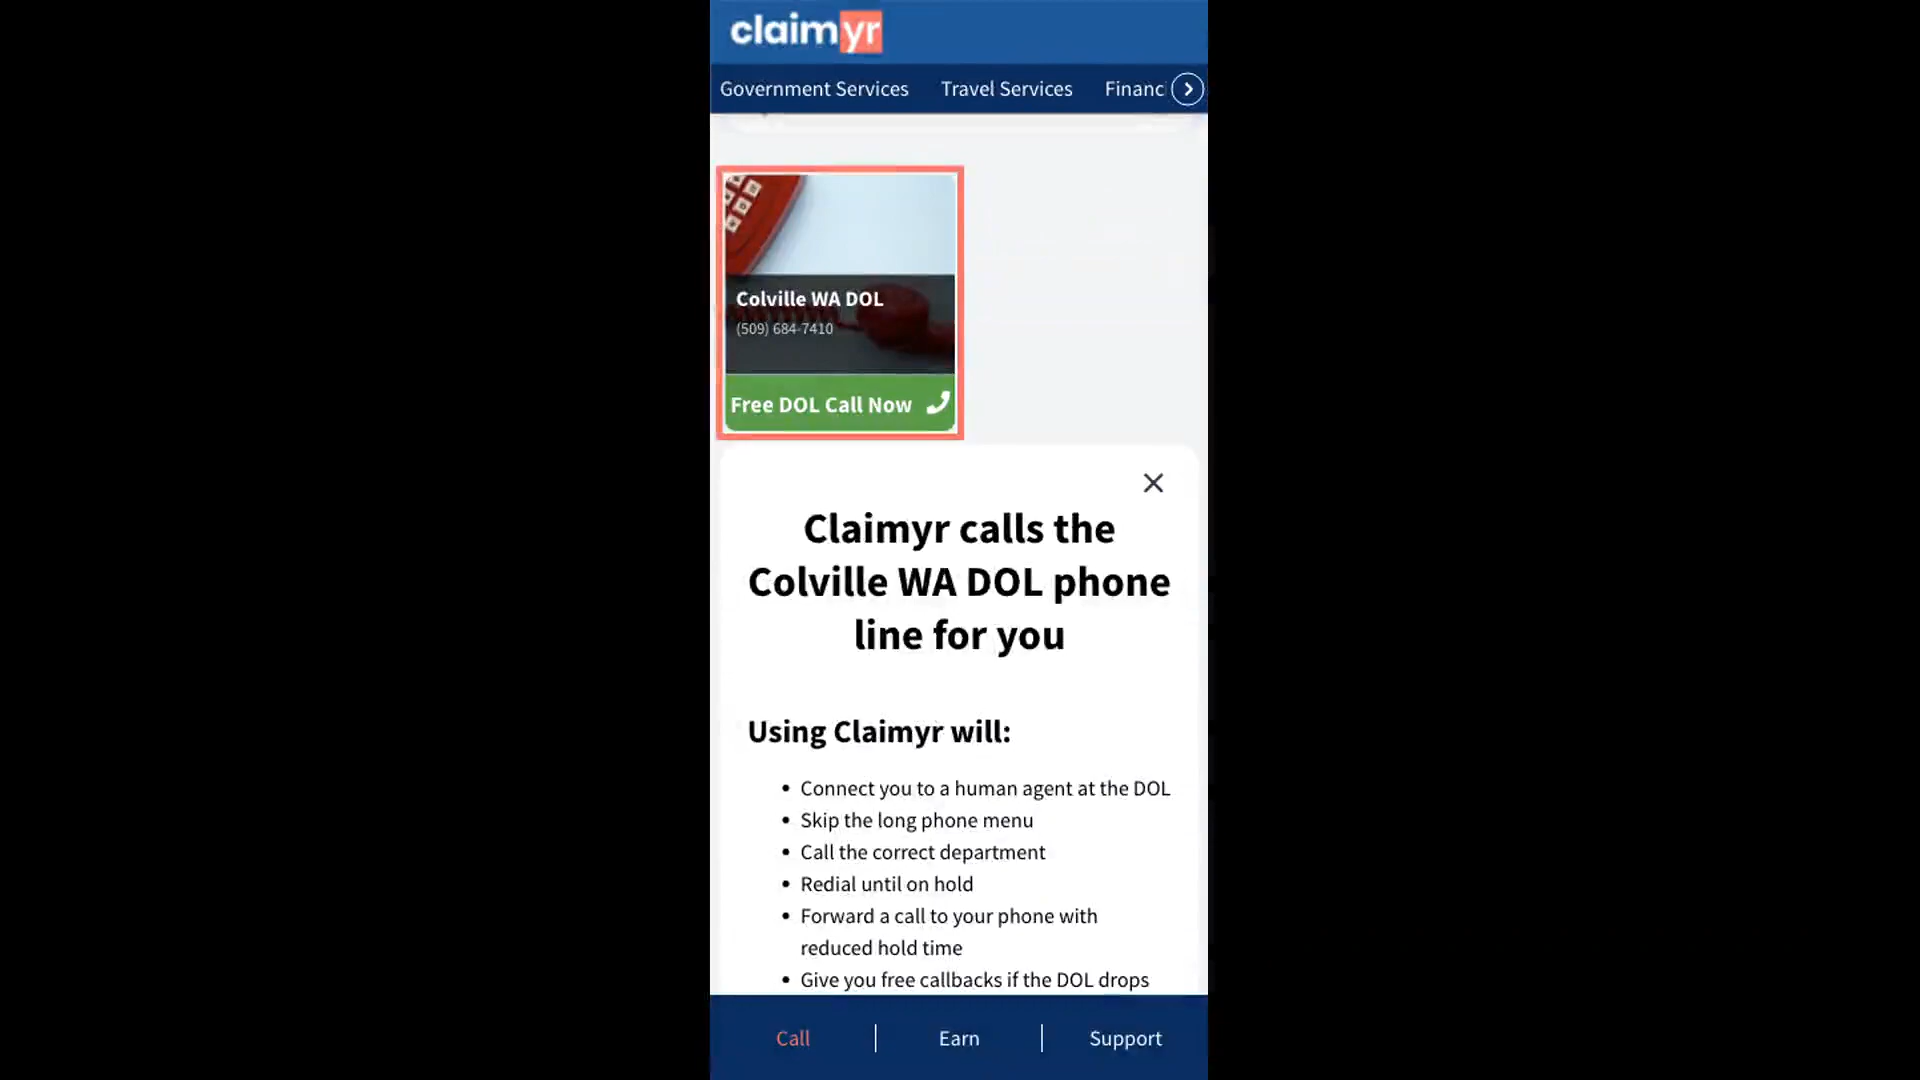 claimyr
Government Services Travel Services Financ
Colville WA DOL
(509) 684-7410
Free DOL Call Now
Claimyr calls the
Colville WA DOL phone
line for you
Using Claimyr will:
• Connect you to a human agent at the DOL
• Skip the long phone menu
• Call the correct department
• Redial until on hold
• Forward a call to your phone with
reduced hold time
• Give you free callbacks if the DOL drops
Call | Earn | Support